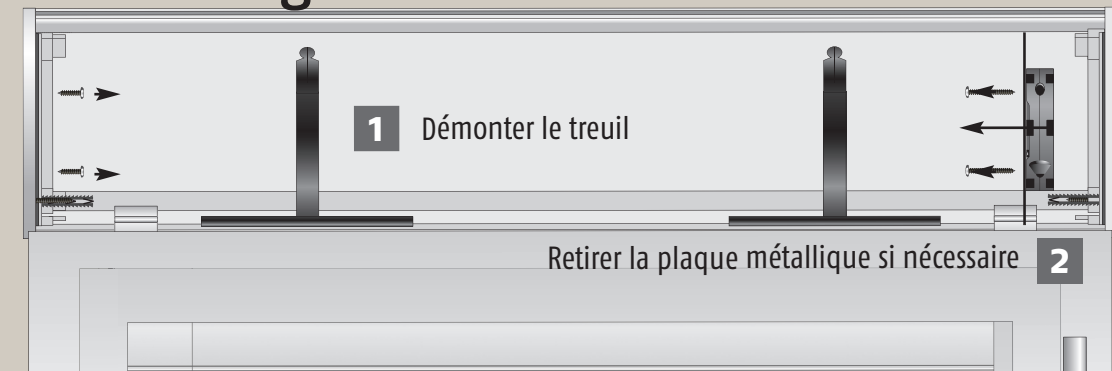 1 Démonter le treuil
Retirer la plaque métallique si nécessaire 2